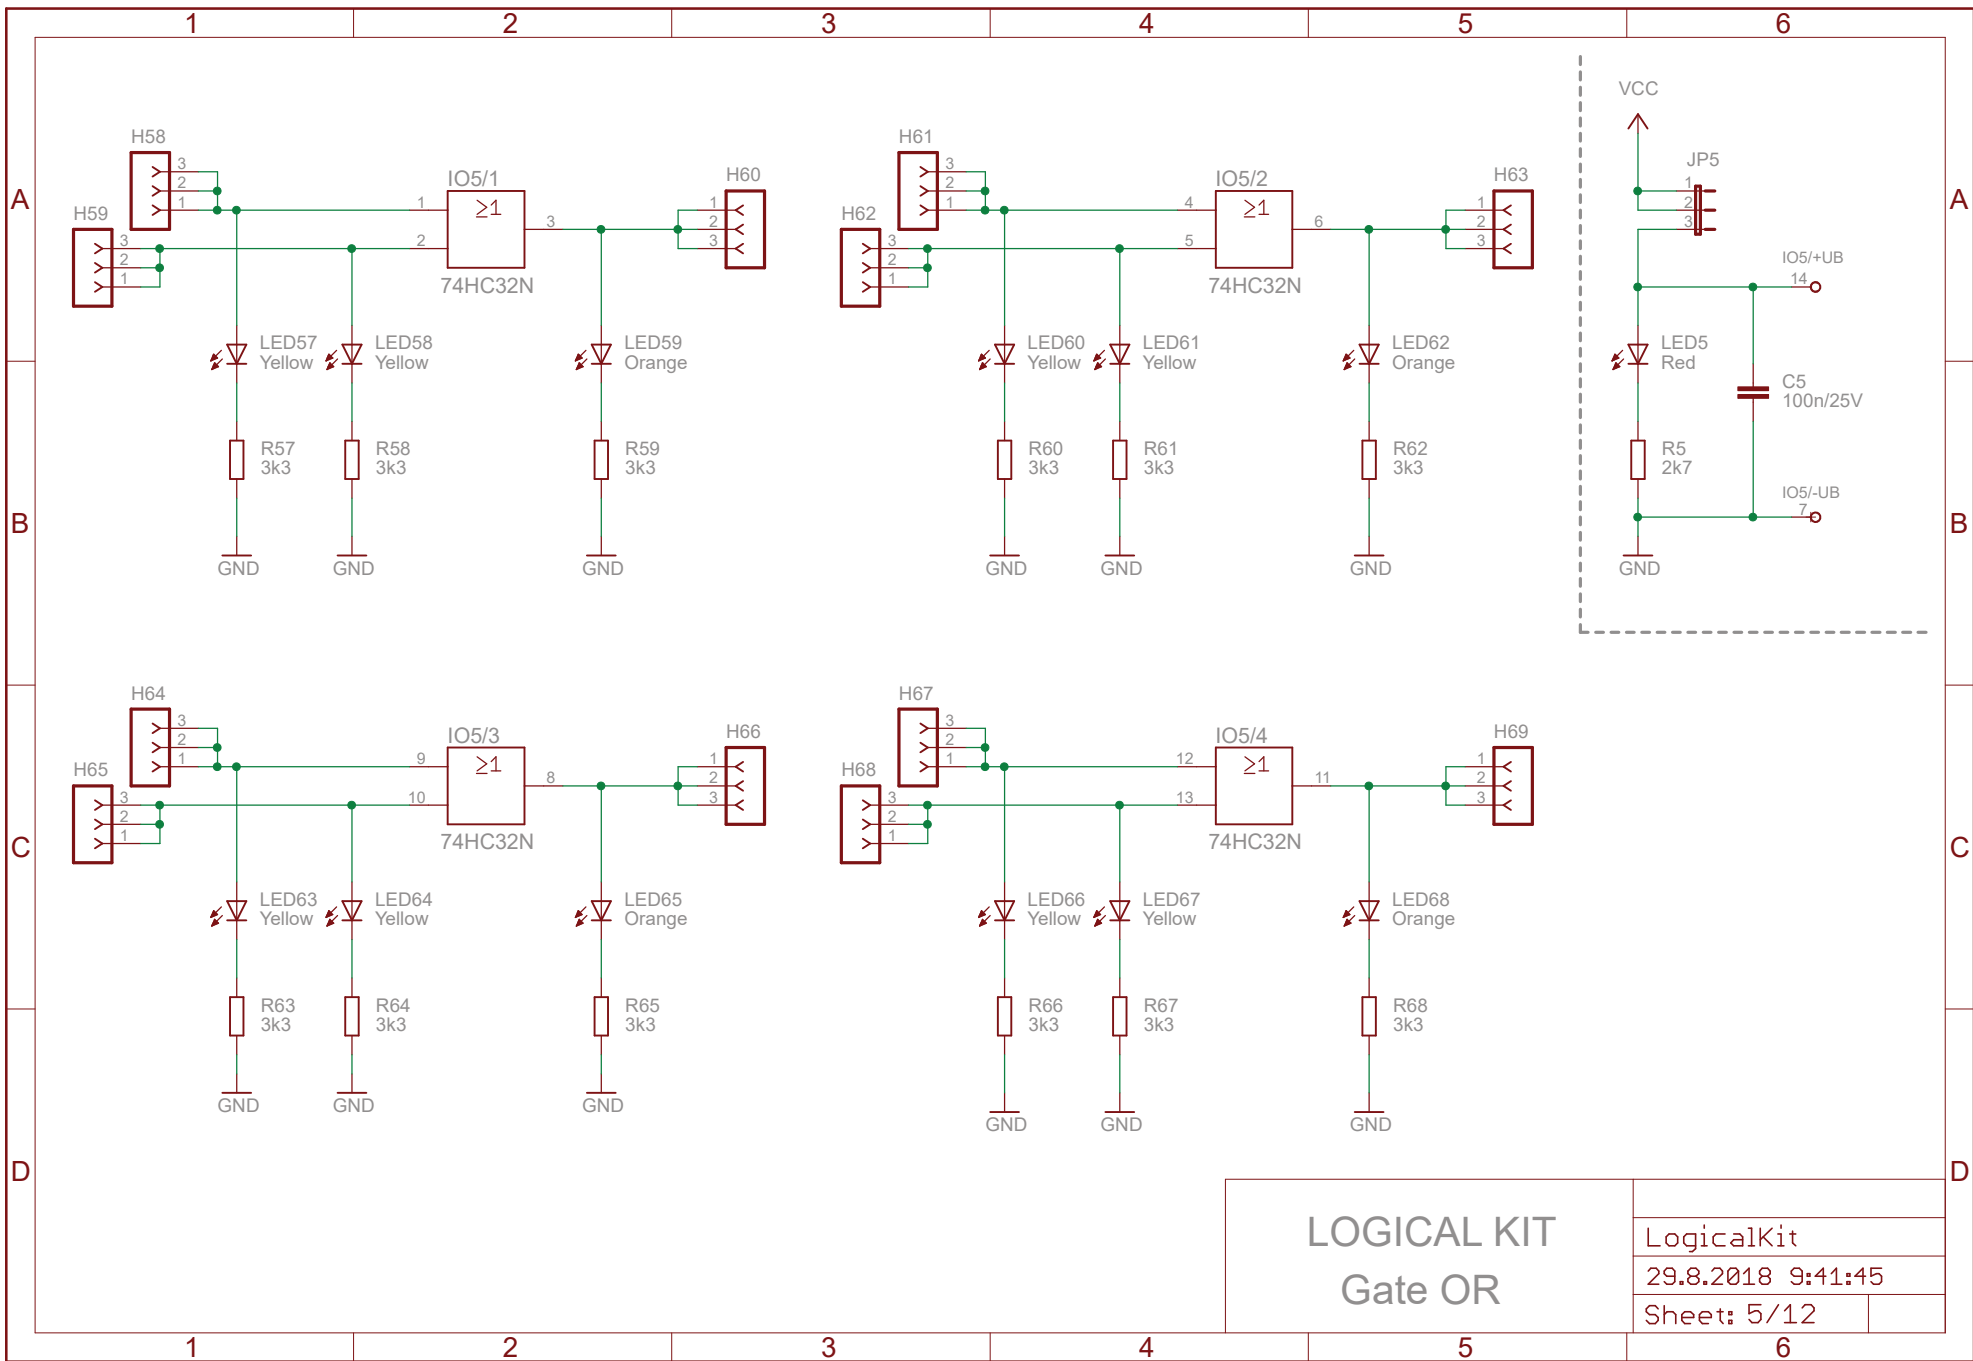 1 2 3 4 5 6
A A
B B
C C
D D
H58
3
2
1
H59
3
2
1
IO5/1
1
2
≥1
3
74HC32N
H60
1
2
3
LED57
Yellow
LED58
Yellow
LED59
Orange
R57
3k3
R58
3k3
R59
3k3
GND
GND
GND
H61
3
2
1
H62
3
2
1
IO5/2
4
5
≥1
6
74HC32N
H63
1
2
3
LED60
Yellow
LED61
Yellow
LED62
Orange
R60
3k3
R61
3k3
R62
3k3
GND
GND
GND
VCC
JP5
1
2
3
IO5/+UB
14
LED5
Red
C5
100n/25V
R5
2k7
IO5/-UB
7
GND
H64
3
2
1
H65
3
2
1
IO5/3
9
10
≥1
8
74HC32N
H66
1
2
3
LED63
Yellow
LED64
Yellow
LED65
Orange
R63
3k3
R64
3k3
R65
3k3
GND
GND
GND
H67
3
2
1
H68
3
2
1
IO5/4
12
13
≥1
11
74HC32N
H69
1
2
3
LED66
Yellow
LED67
Yellow
LED68
Orange
R66
3k3
R67
3k3
R68
3k3
GND
GND
GND
LOGICAL KIT
Gate OR
LogicalKit
29.8.2018 9:41:45
Sheet: 5/12
1 2 3 4 5 6